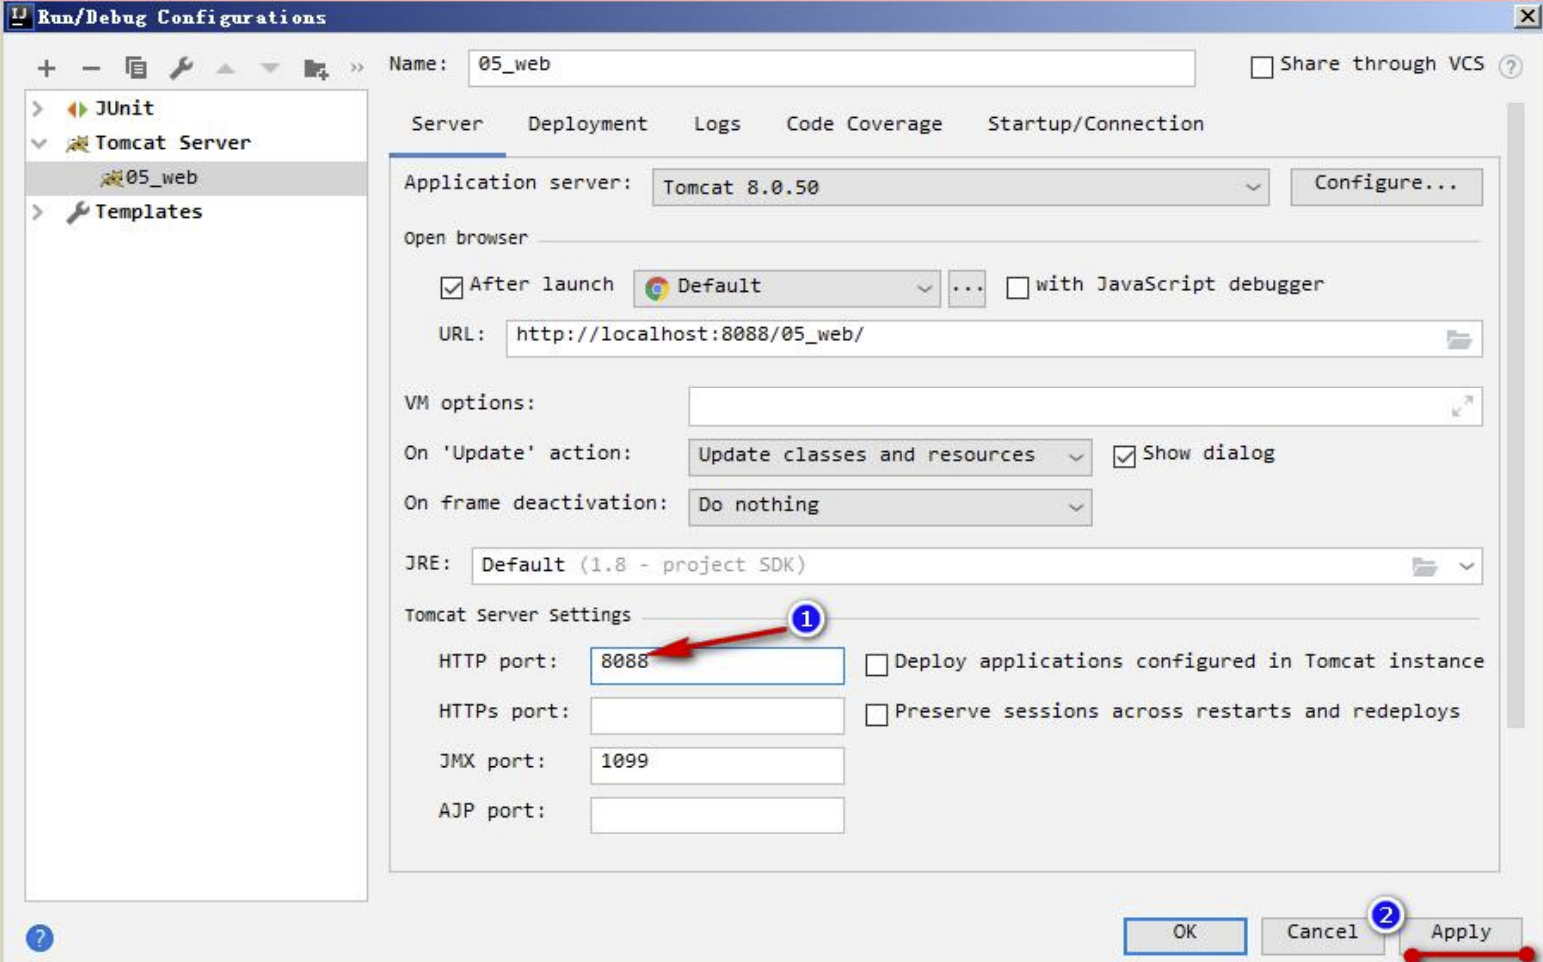 Run/Debug Configurations
Name: 05_web Share through VCS ?
JUnit
Tomcat Server
05_web
Templates
Server Deployment Logs Code Coverage Startup/Connection
Application server: Tomcat 8.0.50 Configure...
Open browser
After launch Default ... with JavaScript debugger
URL: http://localhost:8088/05_web/
VM options:
On 'Update' action: Update classes and resources Show dialog
On frame deactivation: Do nothing
JRE: Default (1.8 - project SDK)
Tomcat Server Settings 1
HTTP port: 8088 Deploy applications configured in Tomcat instance
HTTPs port: Preserve sessions across restarts and redeploys
JMX port: 1099
AJP port:
? OK Cancel 2 Apply